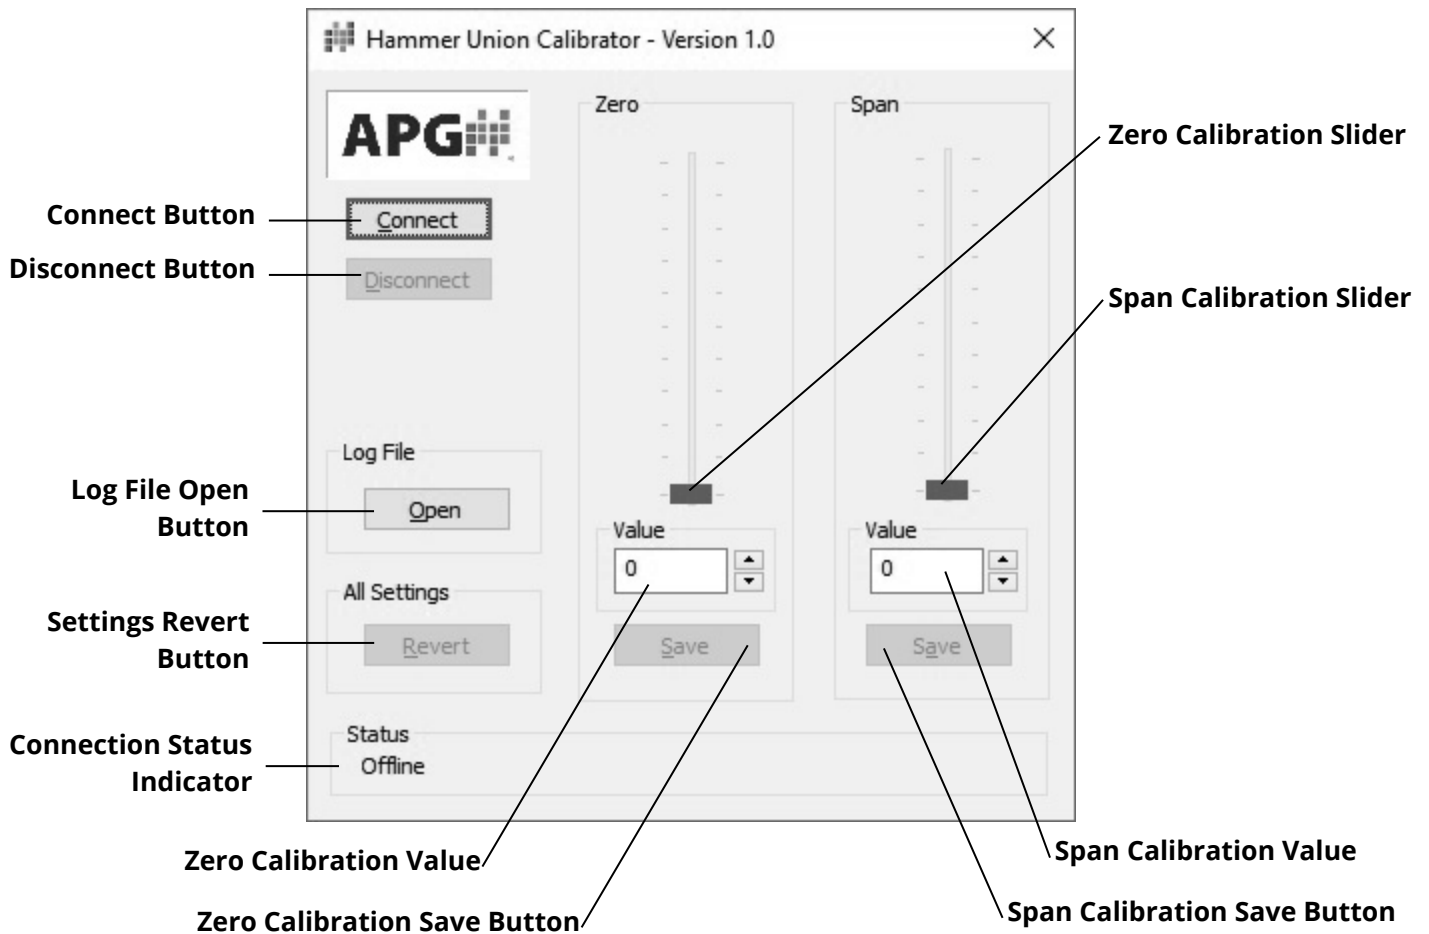 Hammer Union Calibrator - Version 1.0
APG
Zero
Span
Zero Calibration Slider
Connect Button
Connect
Disconnect Button
Disconnect
Span Calibration Slider
Log File
Log File Open
Button
Open
Value
0
Value
0
All Settings
Settings Revert
Button
Revert
Save
Save
Status
Connection Status
Indicator
Offline
Zero Calibration Value
Span Calibration Value
Zero Calibration Save Button
Span Calibration Save Button